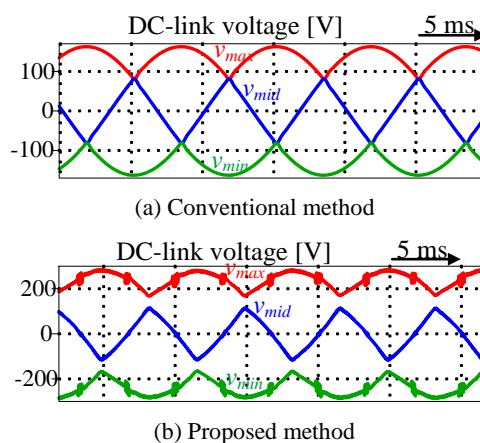 DC-link voltage [V] 5 ms
v_max
100
v_mid
0
-100
v_min
(a) Conventional method
DC-link voltage [V] 5 ms
v_max
200
v_mid
0
-200
v_min
(b) Proposed method